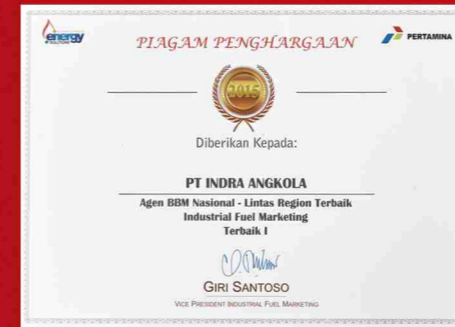 energy
SOLUTIONS
PIAGAM PENGHARGAAN
PERTAMINA
2015
Diberikan Kepada:
PT INDRA ANGKOLA
Agen BBM Nasional - Lintas Region Terbaik
Industrial Fuel Marketing
Terbaik I
GIRI SANTOSO
VICE PRESIDENT INDUSTRIAL FUEL MARKETING